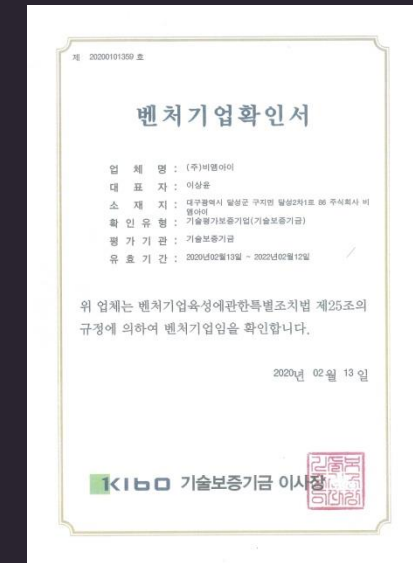 제 20200101359 호
벤처기업확인서
업 체 명 : (주)비엠아이
대 표 자 : 이상윤
소 재 지 : 대구광역시 달성군 구지면 달성2차1로 86 주식회사 비
엠아이
확 인 유 형 : 기술평가보증기업(기술보증기금)
평 가 기 관 : 기술보증기금
유 효 기 간 : 2020년02월13일 ~ 2022년02월12일
위 업체는 벤처기업육성에관한특별조치법 제25조의
규정에 의하여 벤처기업임을 확인합니다.
2020년 02월 13일
KIBO 기술보증기금 이사장